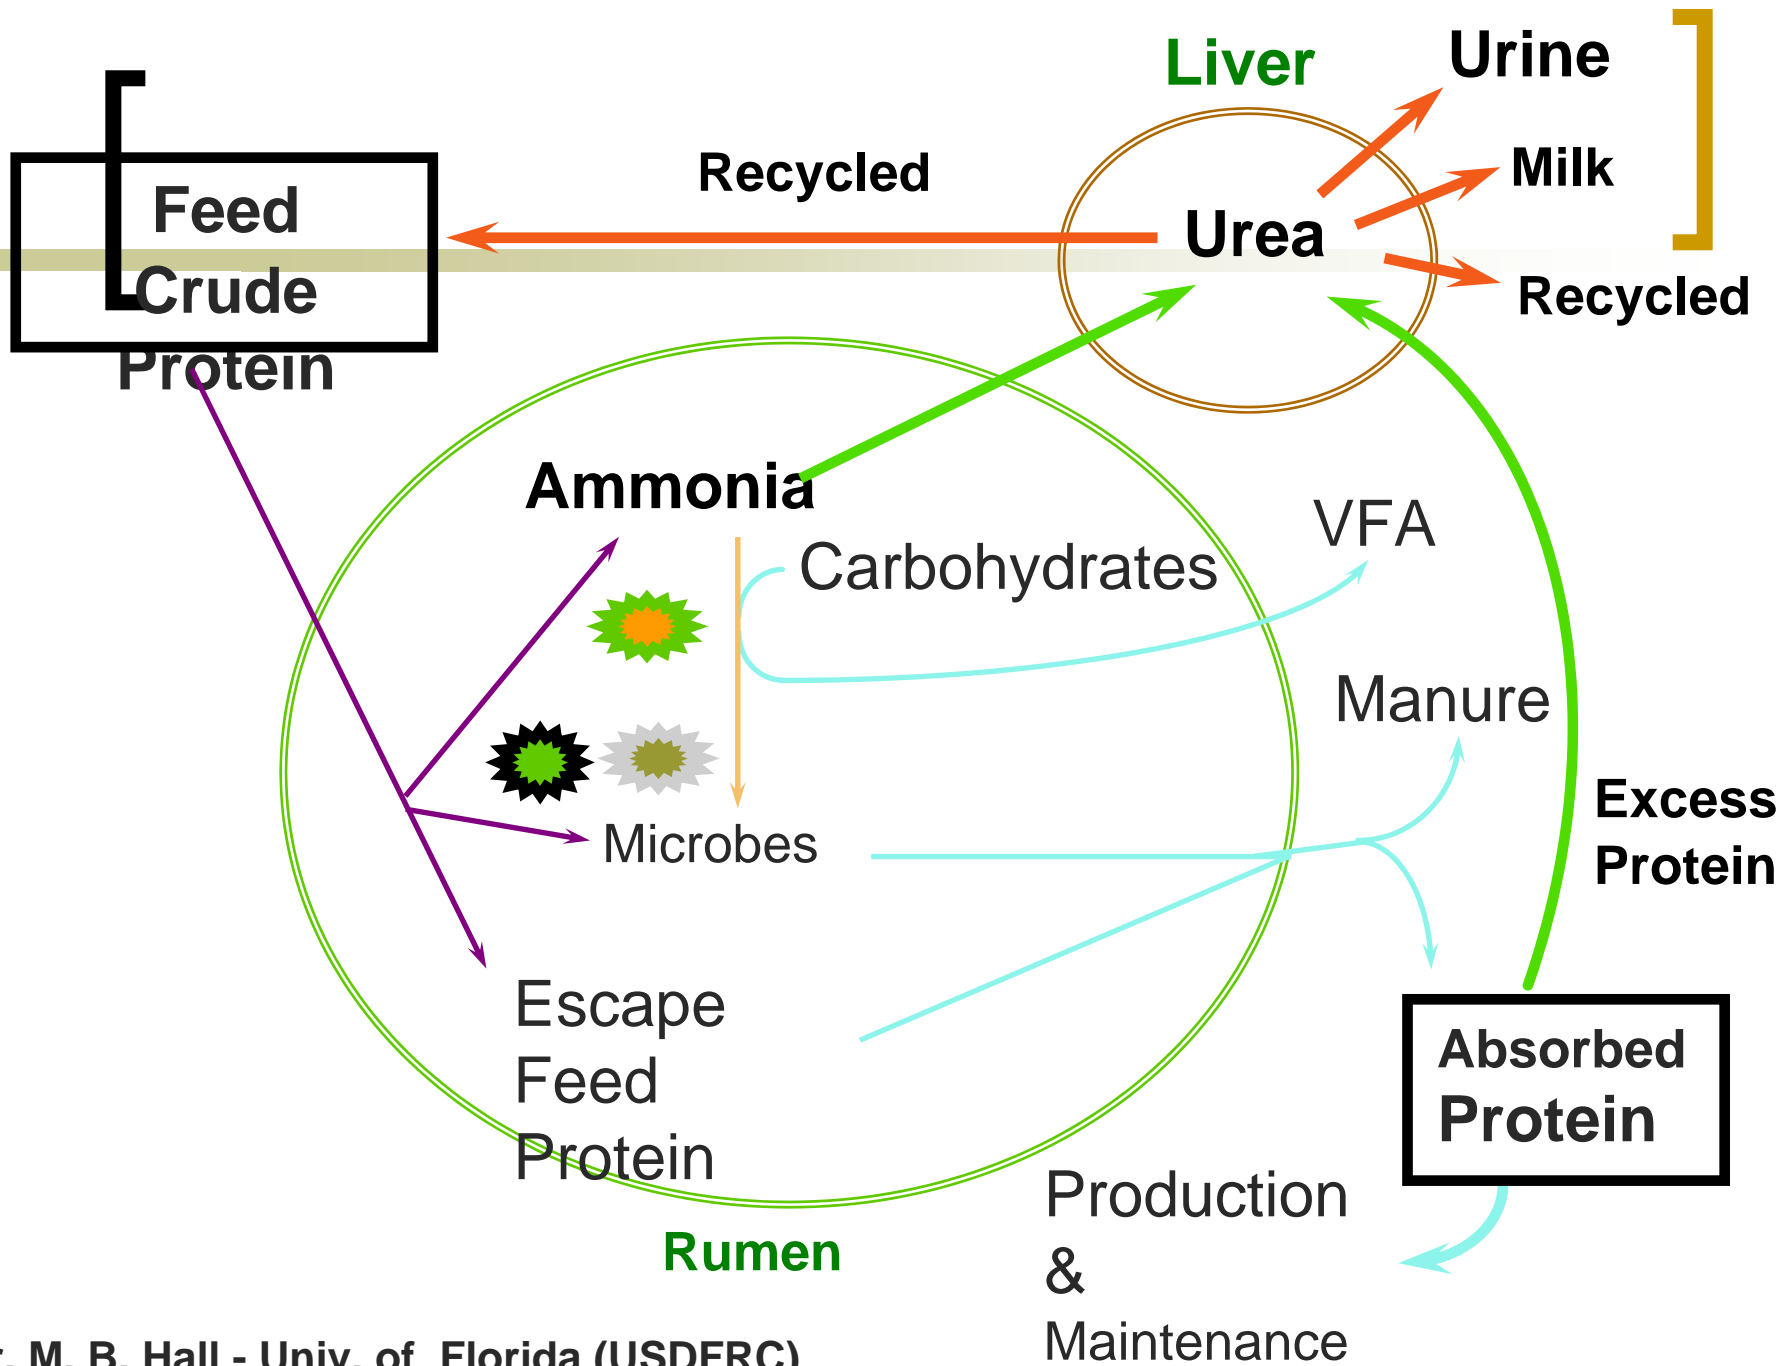 Liver
Urine
Recycled
Milk
Feed
Crude
Protein
Urea
Recycled
Ammonia
Carbohydrates
VFA
Manure
Microbes
Excess
Protein
Escape
Feed
Protein
Absorbed
Protein
Production
&
Maintenance
Rumen
. M. B. Hall - Univ. of Florida (USDFRC)